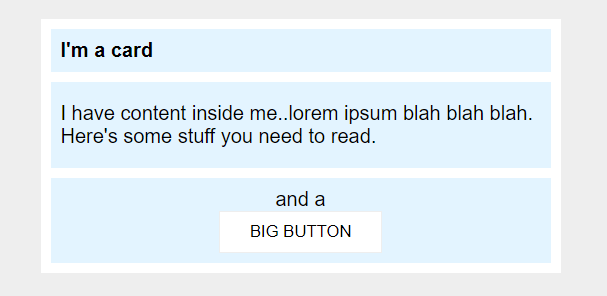 I'm a card
I have content inside me..lorem ipsum blah blah blah.
Here's some stuff you need to read.
and a
BIG BUTTON